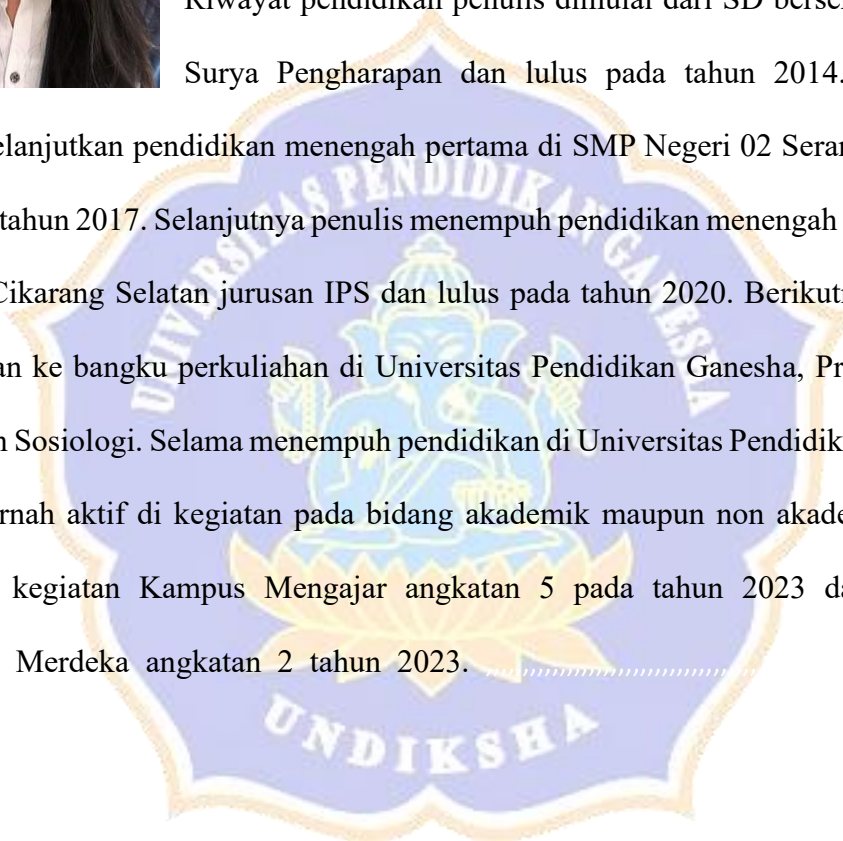 Riwayat pendidikan penulis dimulai dari SD
Surya Pengharapan dan lulus pada tahun 2014.
elanjutkan pendidikan menengah pertama di SMP Negeri 02 Seran
tahun 2017. Selanjutnya penulis menempuh pendidikan menengah
Cikarang Selatan jurusan IPS dan lulus pada tahun 2020. Berikut
an ke bangku perkuliahan di Universitas Pendidikan Ganesha, Pr
n Sosiologi. Selama menempuh pendidikan di Universitas Pendidik
rnah aktif di kegiatan pada bidang akademik maupun non akade
kegiatan Kampus Mengajar angkatan 5 pada tahun 2023 da
Merdeka angkatan 2 tahun 2023.
UNIVERSITAS PENDIDIKAN GANESHA
UNDIKSHA